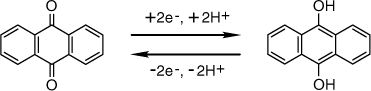 O
O
+2e-, +2H+
-2e-, -2H+
OH
OH